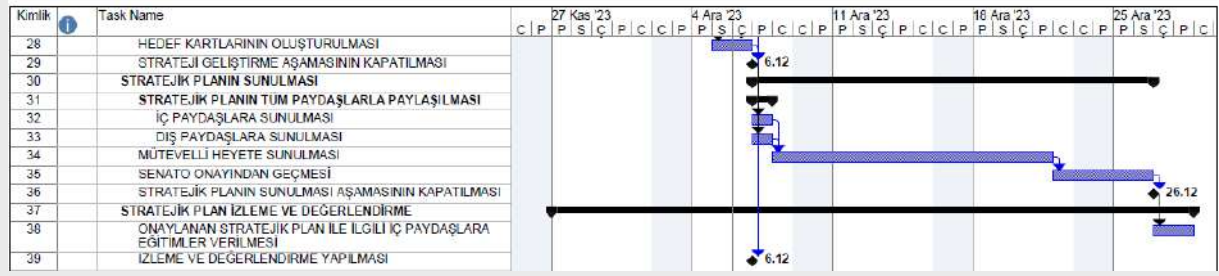 Kimlik Task Name 27 Kas '23 4 Ara '23 11 Ara '23 18 Ara '23 25 Ara '23
C P P S Ç P C C P P S Ç P C C P P S Ç P C C P P S Ç P C C P P S Ç P C
28 HEDEF KARTLARININ OLUŞTURULMASI
29 STRATEJİ GELİŞTİRME AŞAMASININ KAPATILMASI 6.12
30 STRATEJİK PLANIN SUNULMASI
31 STRATEJİK PLANIN TÜM PAYDAŞLARLA PAYLAŞILMASI
32 İÇ PAYDAŞLARA SUNULMASI
33 DIŞ PAYDAŞLARA SUNULMASI
34 MÜTEVELLİ HEYETE SUNULMASI
35 SENATO ONAYINDAN GEÇMESİ
36 STRATEJİK PLANIN SUNULMASI AŞAMASININ KAPATILMASI 26.12
37 STRATEJİK PLAN İZLEME VE DEĞERLENDİRME
38 ONAYLANAN STRATEJİK PLAN İLE İLGİLİ İÇ PAYDAŞLARA
EĞİTİMLER VERİLMESİ
39 İZLEME VE DEĞERLENDİRME YAPILMASI 6.12